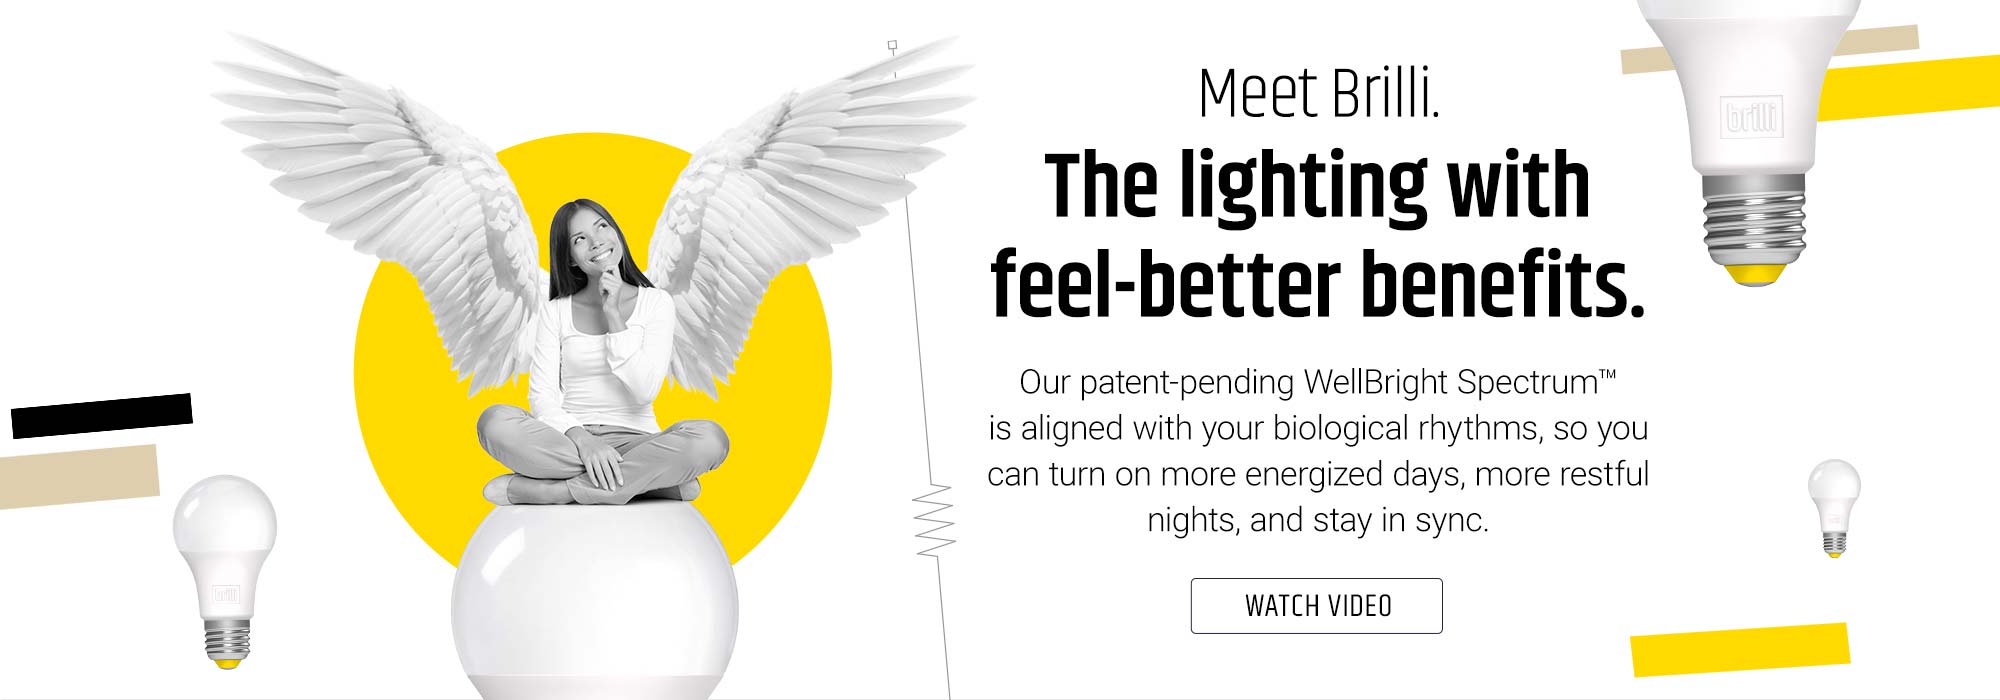 Meet Brilli.
The lighting with
feel-better benefits.
Our patent-pending WellBright Spectrum™
is aligned with your biological rhythms, so you
can turn on more energized days, more restful
nights, and stay in sync.
WATCH VIDEO
brilli
brilli